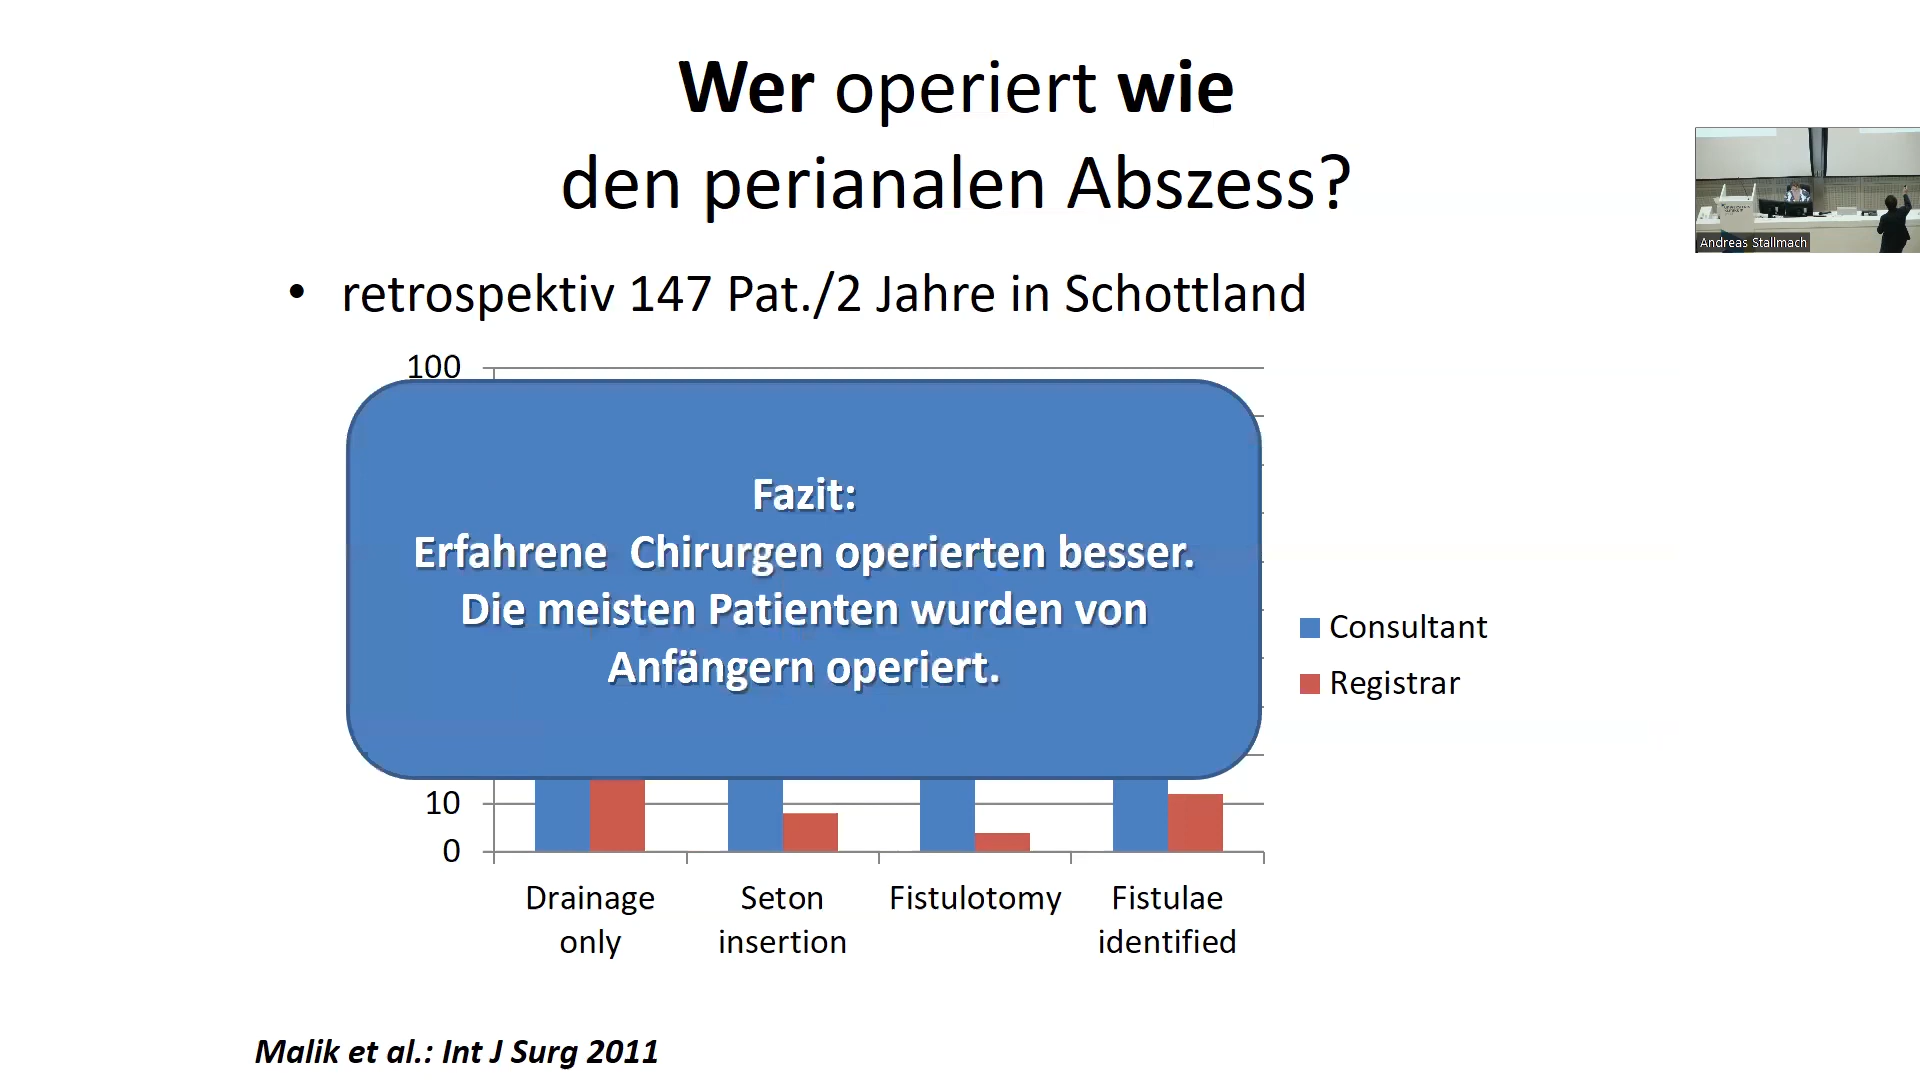 Wer operiert wie
den perianalen Abszess?
Andreas Stallmach
• retrospektiv 147 Pat./2 Jahre in Schottland
100
Fazit:
Erfahrene  Chirurgen operierten besser.
Die meisten Patienten wurden von
Anfängern operiert.
Consultant
Registrar
10
0
Drainage only
Seton insertion
Fistulotomy
Fistulae identified
Malik et al.: Int J Surg 2011